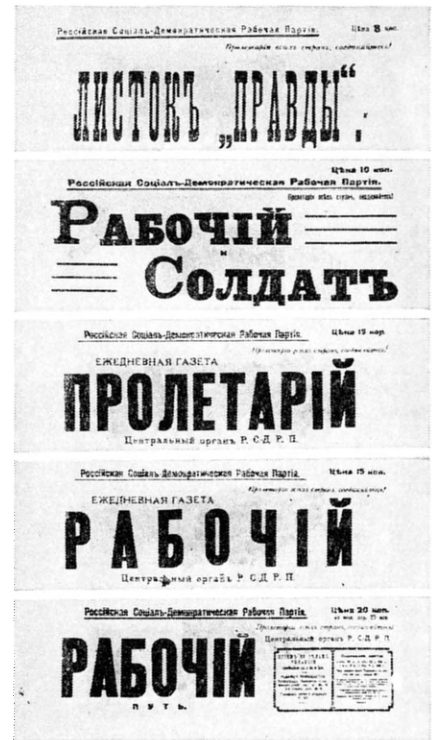 Россійская Соціалъ-Демократическая Рабочая Партія. Цѣна 8 коп.
Пролетаріи всѣхъ странъ, соединяйтесь!
ЛИСТОКЪ „ПРАВДЫ“.
Цѣна 10 коп.
Россійская Соціалъ-Демократическая Рабочая Партія.
Пролетаріи всѣхъ странъ, соединяйтесь!
РАБОЧІЙ
и
СОЛДАТЪ
Россійская Соціалъ-Демократическая Рабочая Партія. Цѣна 15 коп.
Пролетаріи всѣхъ странъ, соединяйтесь!
ЕЖЕДНЕВНАЯ ГАЗЕТА
ПРОЛЕТАРІЙ
Центральный органъ Р. С-Д. Р. П.
Россійская Соціалъ-Демократическая Рабочая Партія. Цѣна 15 коп.
Пролетаріи всѣхъ странъ, соединяйтесь!
ЕЖЕДНЕВНАЯ ГАЗЕТА
РАБОЧІЙ
Центральный органъ Р. С-Д. Р. П.
Россійская Соціалъ-Демократическая Рабочая Партія. Цѣна 20 коп.
Пролетаріи всѣхъ странъ, соединяйтесь!
Центральный органъ Р. С-Д. Р. П.
РАБОЧІЙ
ПУТЬ.